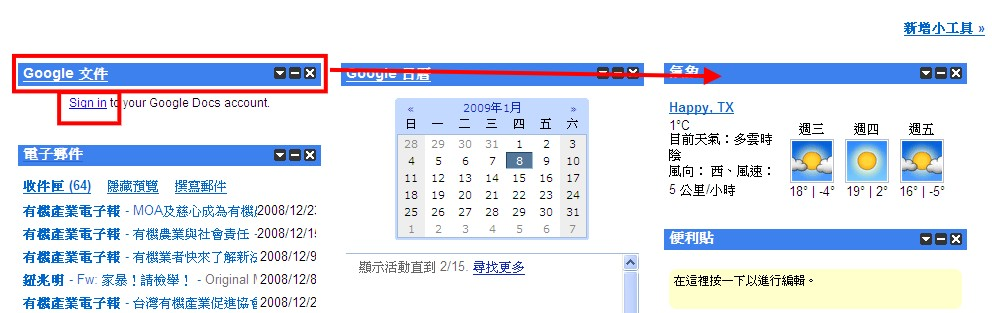 新增小工具 »
Google 文件
Sign in to your Google Docs account.
電子郵件
收件匣 (64) 隱藏預覽 撰寫郵件
有機產業電子報 - MOA及慈心成為有機 2008/12/23
有機產業電子報 - 有機農業與社會責任 - 2008/12/15
有機產業電子報 - 有機業者快來了解新法 2008/12/9
鈕兆明 - Fw: 家暴！請檢舉！ - Original M 2008/12/8
有機產業電子報 - 台灣有機產業促進協會 2008/12/2
Google 日曆
« 2009年1月 »
日 一 二 三 四 五 六
28 29 30 31 1 2 3
4 5 6 7 8 9 10
11 12 13 14 15 16 17
18 19 20 21 22 23 24
25 26 27 28 29 30 31
1 2 3 4 5 6 7
顯示活動直到 2/15. 尋找更多
氣象
Happy, TX
1°C
目前天氣：多雲時
陰
風向： 西、風速：
5 公里/小時
週三 週四 週五
18° | -4° 19° | 2° 16° | -5°
便利貼
在這裡按一下以進行編輯。